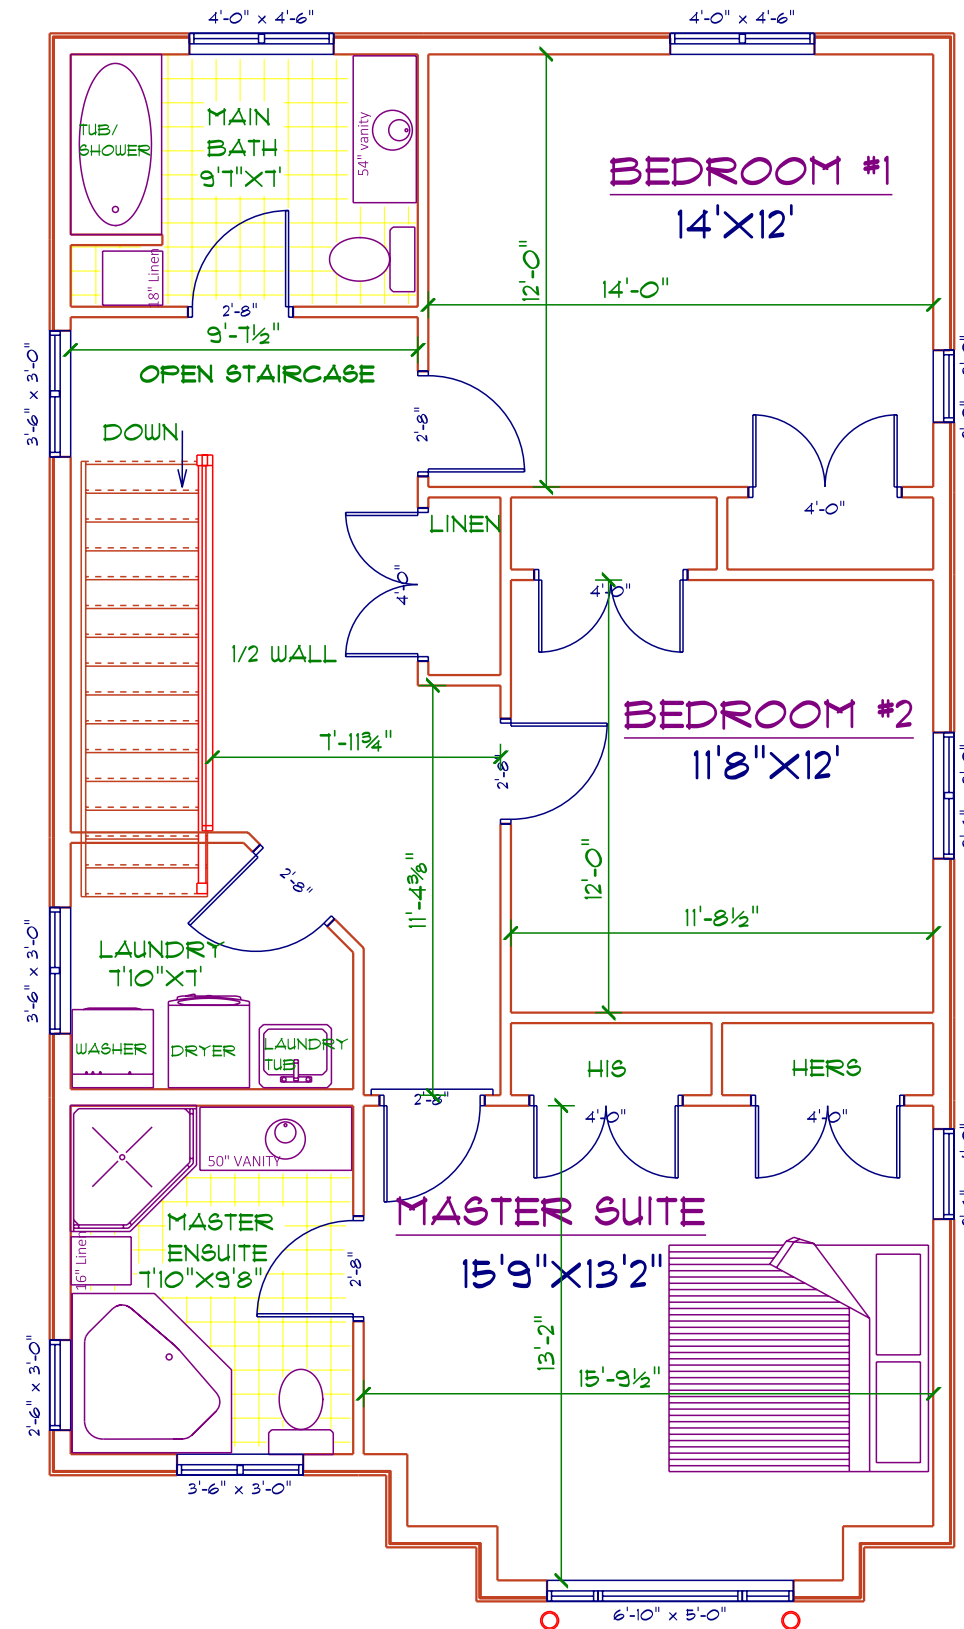 4'-0" x 4'-6"
4'-0" x 4'-6"
TUB/
SHOWER
MAIN
BATH
9'7"X7'
54" vanity
18" Linen
2'-8"
9'-7½"
BEDROOM #1
14'X12'
12'-0"
14'-0"
3'-6" x 3'-0"
OPEN STAIRCASE
DOWN
2'-8"
4'-0"
LINEN
4'-0"
4'-0"
1/2 WALL
7'-11¾"
2'-8"
BEDROOM #2
11'8"X12'
2'-8"
11'-4⅜"
12'-0"
11'-8½"
3'-6" x 3'-0"
LAUNDRY
7'10"X7'
WASHER
DRYER
LAUNDRY
TUB
HIS
HERS
2'-8"
4'-0"
4'-0"
50" VANITY
MASTER
ENSUITE
7'10"X9'8"
16" Linen
2'-8"
MASTER SUITE
15'9"X13'2"
13'-2"
15'-9½"
2'-6" x 3'-0"
3'-6" x 3'-0"
6'-10" x 5'-0"